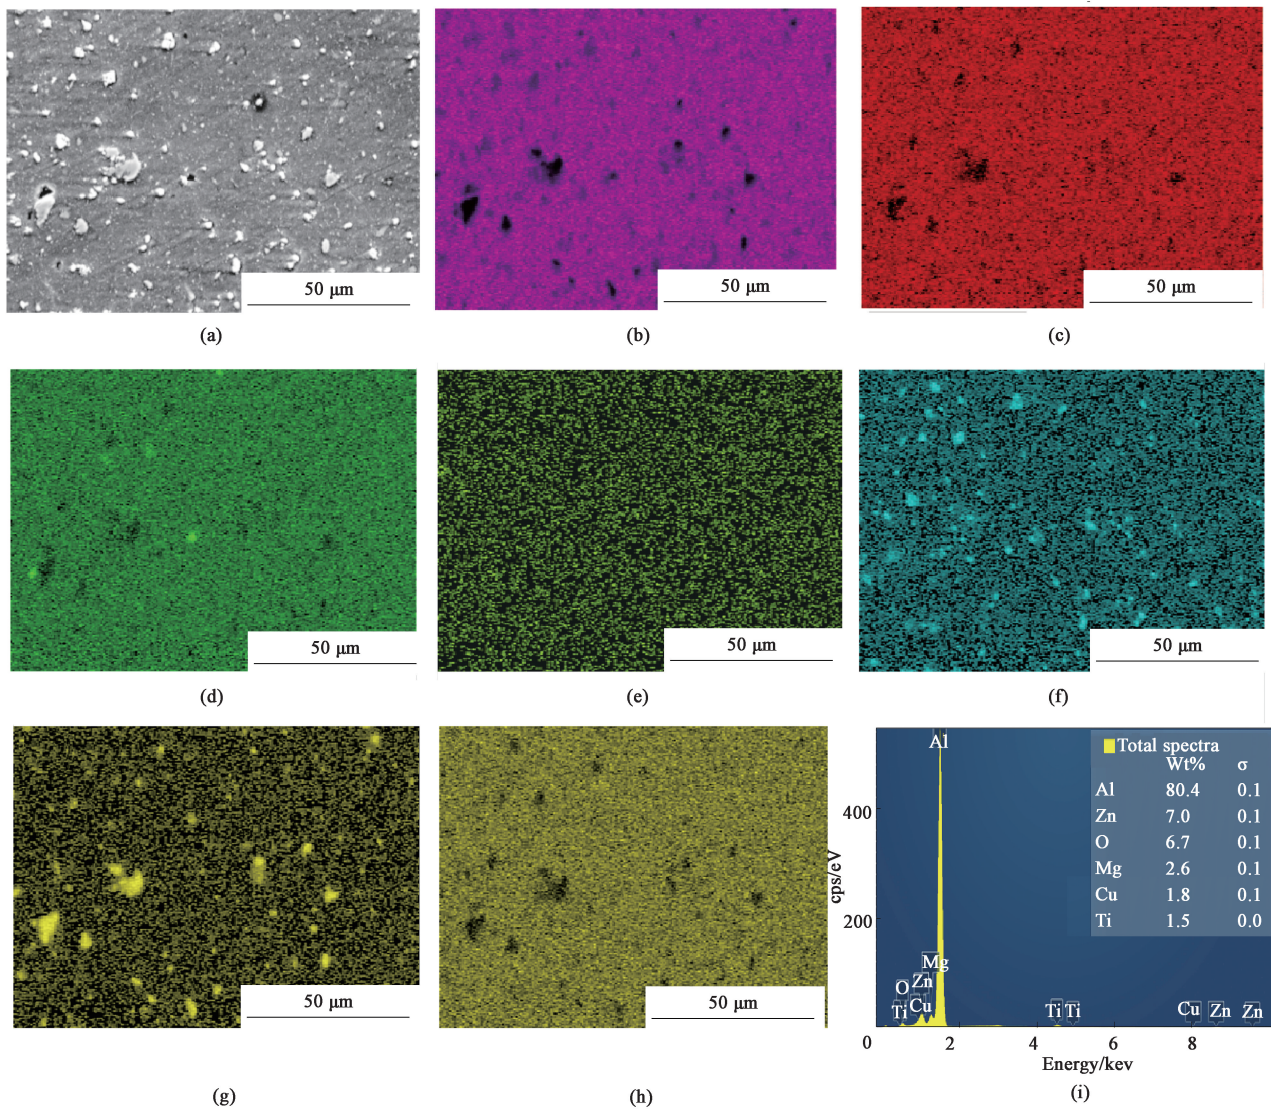 50 μm
50 μm
50 μm
(a)
(b)
(c)
50 μm
50 μm
50 μm
(d)
(e)
(f)
50 μm
50 μm
(g)
(h)
Total spectra
Wt% σ
Al 80.4 0.1
Zn 7.0 0.1
O 6.7 0.1
Mg 2.6 0.1
Cu 1.8 0.1
Ti 1.5 0.0
Al
400
cps/eV
200
Mg
Zn
O
Cu
Ti
Ti Ti
Cu Zn Zn
0 2 4 6 8
Energy/kev
(i)